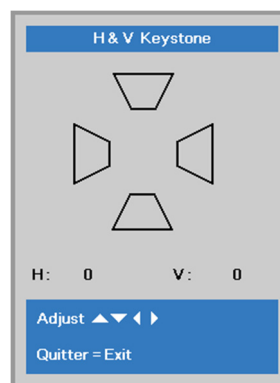 H & V Keystone
H: 0 V: 0
Adjust ▲▼◀▶
Quitter = Exit